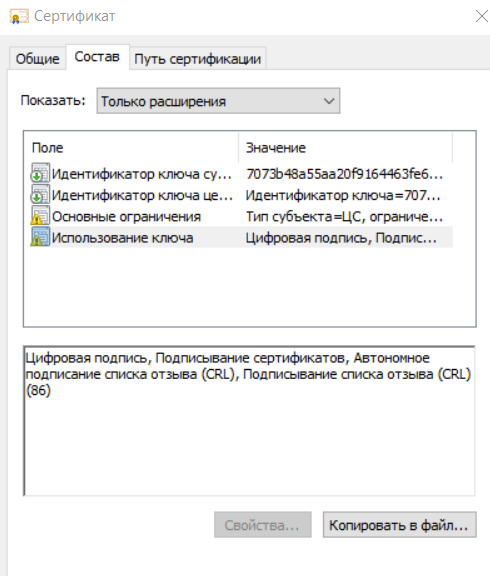 Сертификат
Общие Состав Путь сертификации
Показать: Только расширения
Поле Значение
Идентификатор ключа су... 7073b48a55aa20f9164463fe6...
Идентификатор ключа це... Идентификатор ключа=707...
Основные ограничения Тип субъекта=ЦС, ограниче...
Использование ключа Цифровая подпись, Подпис...
Цифровая подпись, Подписывание сертификатов, Автономное
подписание списка отзыва (CRL), Подписывание списка отзыва (CRL)
(86)
Свойства... Копировать в файл...